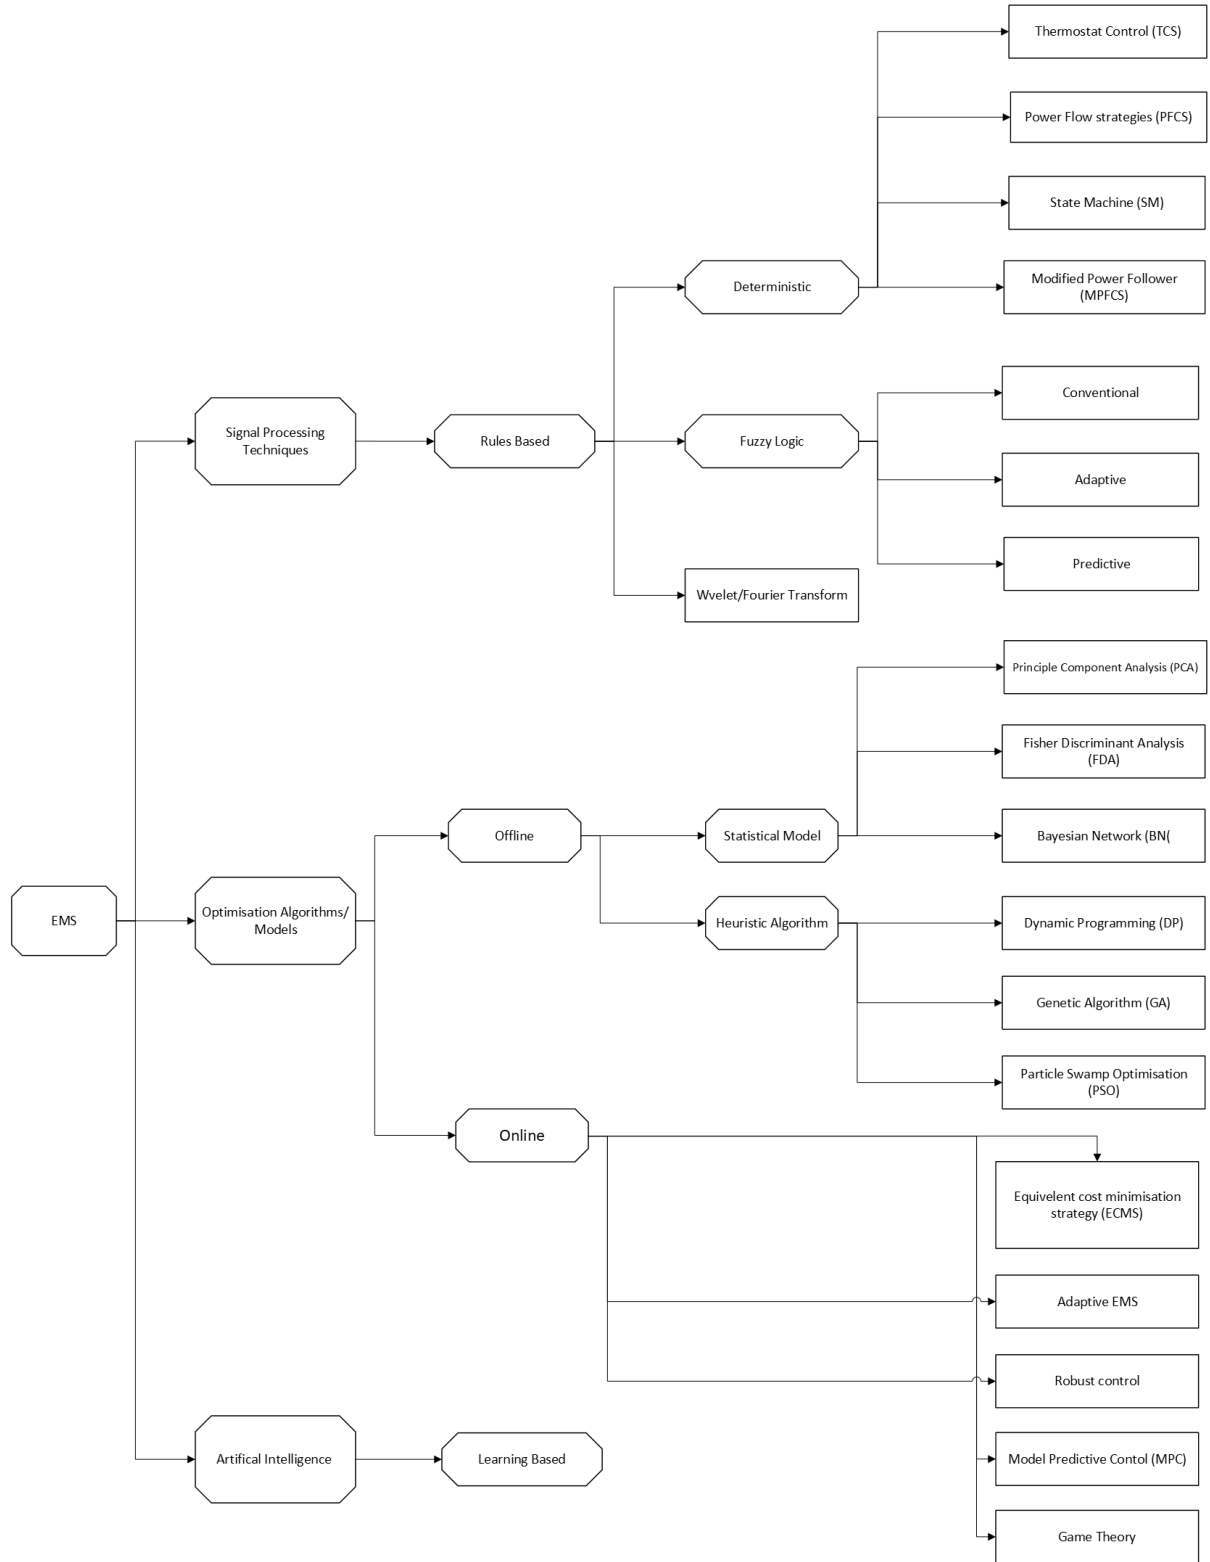 Thermostat Control (TCS)
Power Flow strategies (PFCS)
State Machine (SM)
Deterministic
Modified Power Follower
(MPFCS)
Conventional
Signal Processing
Techniques
Rules Based
Fuzzy Logic
Adaptive
Predictive
Wvelet/Fourier Transform
Principle Component Analysis (PCA)
Fisher Discriminant Analysis
(FDA)
Offline
Statistical Model
Bayesian Network (BN(
EMS
Optimisation Algorithms/
Models
Heuristic Algorithm
Dynamic Programming (DP)
Genetic Algorithm (GA)
Particle Swamp Optimisation
(PSO)
Online
Equivelent cost minimisation
strategy (ECMS)
Adaptive EMS
Robust control
Artifical Intelligence
Learning Based
Model Predictive Contol (MPC)
Game Theory